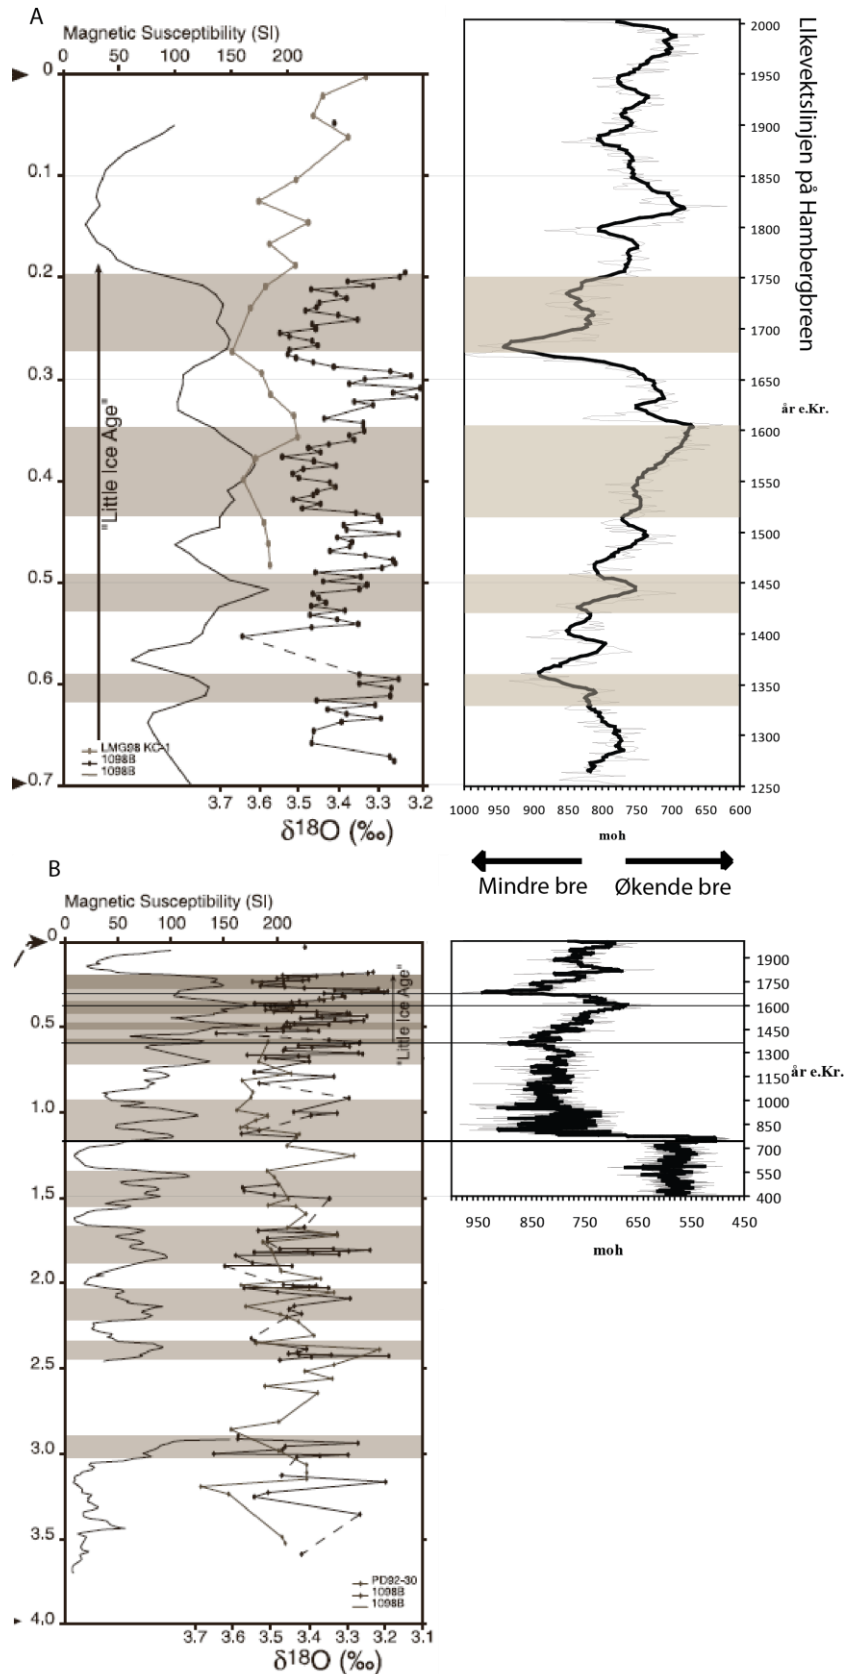 A
Magnetic Susceptibility (SI)
0 50 100 150 200
0
0.1
0.2
0.3
0.4
0.5
0.6
0.7
"Little Ice Age"
LMG98 KC-1
1098B
1098B
3.7 3.6 3.5 3.4 3.3 3.2
δ18O (‰)
2000
1950
1900
1850
1800
1750
1700
1650
1600
1550
1500
1450
1400
1350
1300
1250
LIkevektslinjen på Hambergbreen
år e.Kr.
1000 950 900 850 800 750 700 650 600
moh
Mindre bre Økende bre
B
Magnetic Susceptibility (SI)
0 50 100 150 200
0
0.5
1.0
1.5
2.0
2.5
3.0
3.5
4.0
"Little Ice Age"
PD92-30
1098B
1098B
3.7 3.6 3.5 3.4 3.3 3.2 3.1
δ18O (‰)
1900
1750
1600
1450
1300
1150
1000
850
700
550
400
år e.Kr.
950 850 750 650 550 450
moh